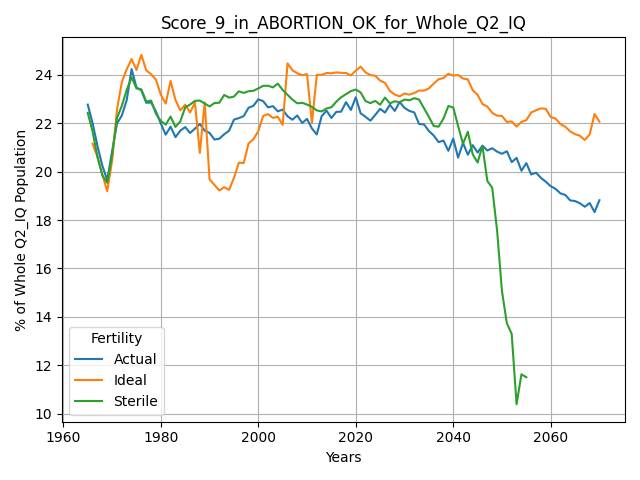 Score_9_in_ABORTION_OK_for_Whole_Q2_IQ
% of Whole Q2_IQ Population
24
22
20
18
16
14
12
10
Fertility
Actual
Ideal
Sterile
1960 1980 2000 2020 2040 2060
Years